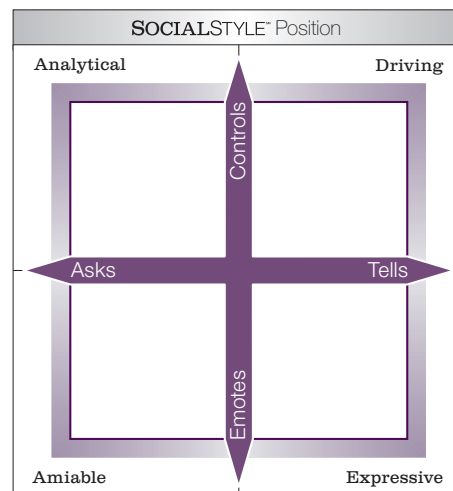 SOCIALSTYLE℠ Position
Analytical
Driving
Controls
Asks
Tells
Emotes
Amiable
Expressive